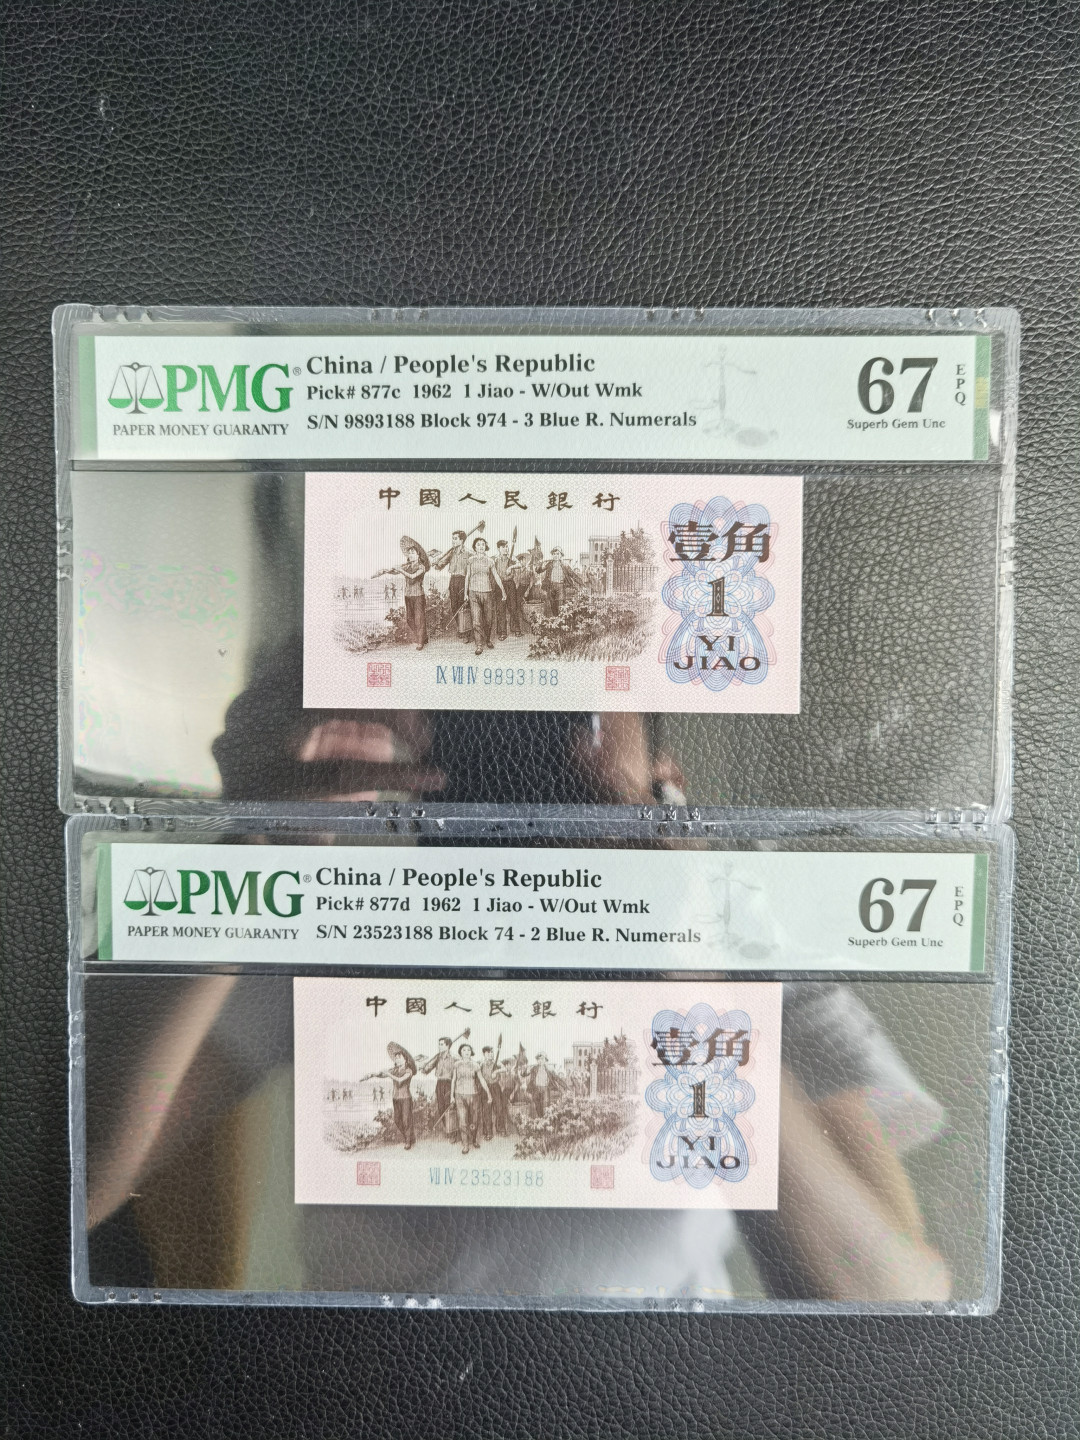 PMG®
PAPER MONEY GUARANTY
China / People's Republic
Pick# 877c 1962 1 Jiao - W/Out Wmk
S/N 9893188 Block 974 - 3 Blue R. Numerals
67
EPQ
Superb Gem Unc
中國人民銀行
壹角
1
YI
JIAO
Ⅸ Ⅶ Ⅳ 9893188
PMG®
PAPER MONEY GUARANTY
China / People's Republic
Pick# 877d 1962 1 Jiao - W/Out Wmk
S/N 23523188 Block 74 - 2 Blue R. Numerals
67
EPQ
Superb Gem Unc
中國人民銀行
壹角
1
YI
JIAO
Ⅶ Ⅳ 23523188